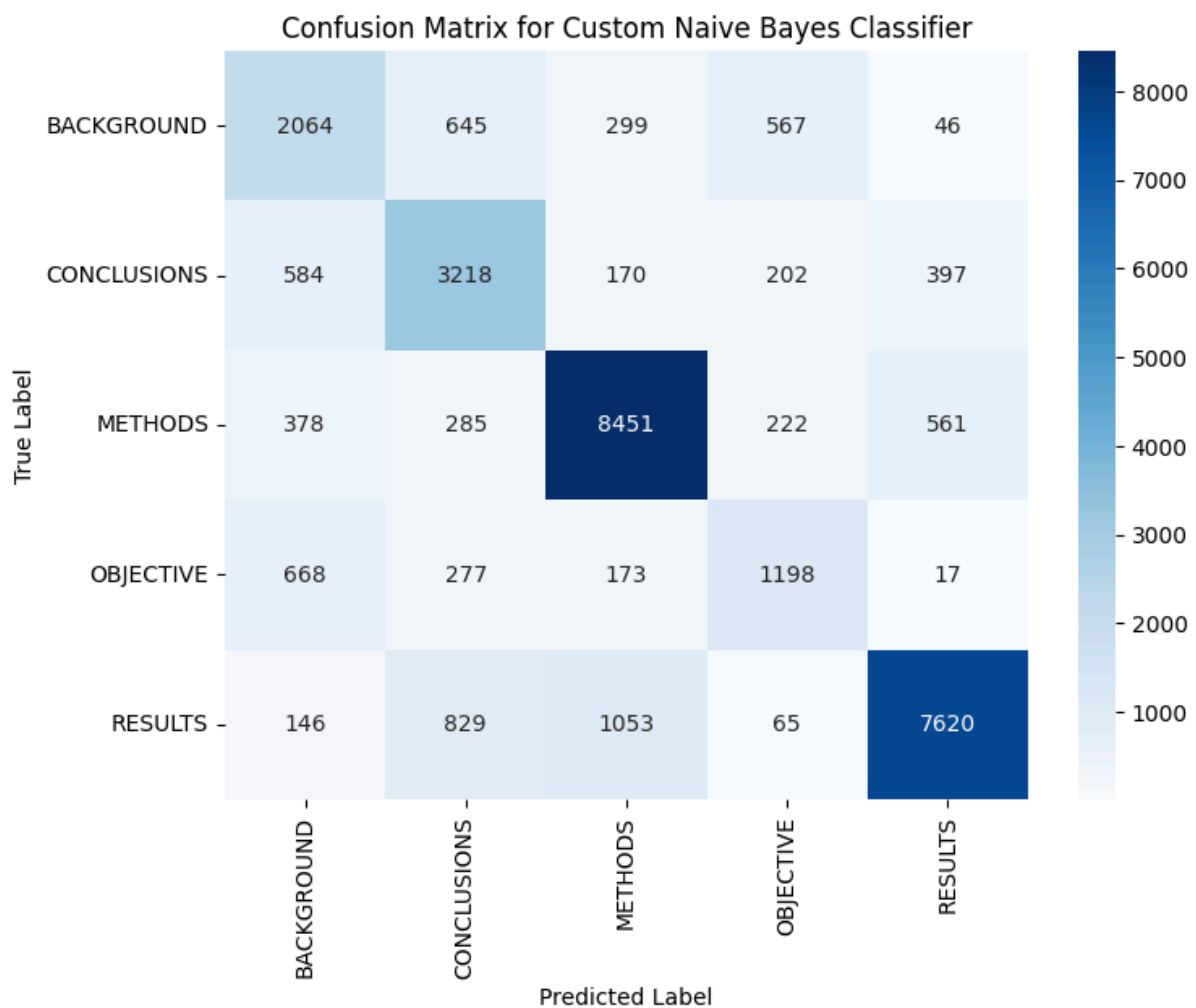 Confusion Matrix for Custom Naive Bayes Classifier
True Label
BACKGROUND 2064 645 299 567 46
CONCLUSIONS 584 3218 170 202 397
METHODS 378 285 8451 222 561
OBJECTIVE 668 277 173 1198 17
RESULTS 146 829 1053 65 7620
BACKGROUND
CONCLUSIONS
METHODS
OBJECTIVE
RESULTS
Predicted Label
8000
7000
6000
5000
4000
3000
2000
1000